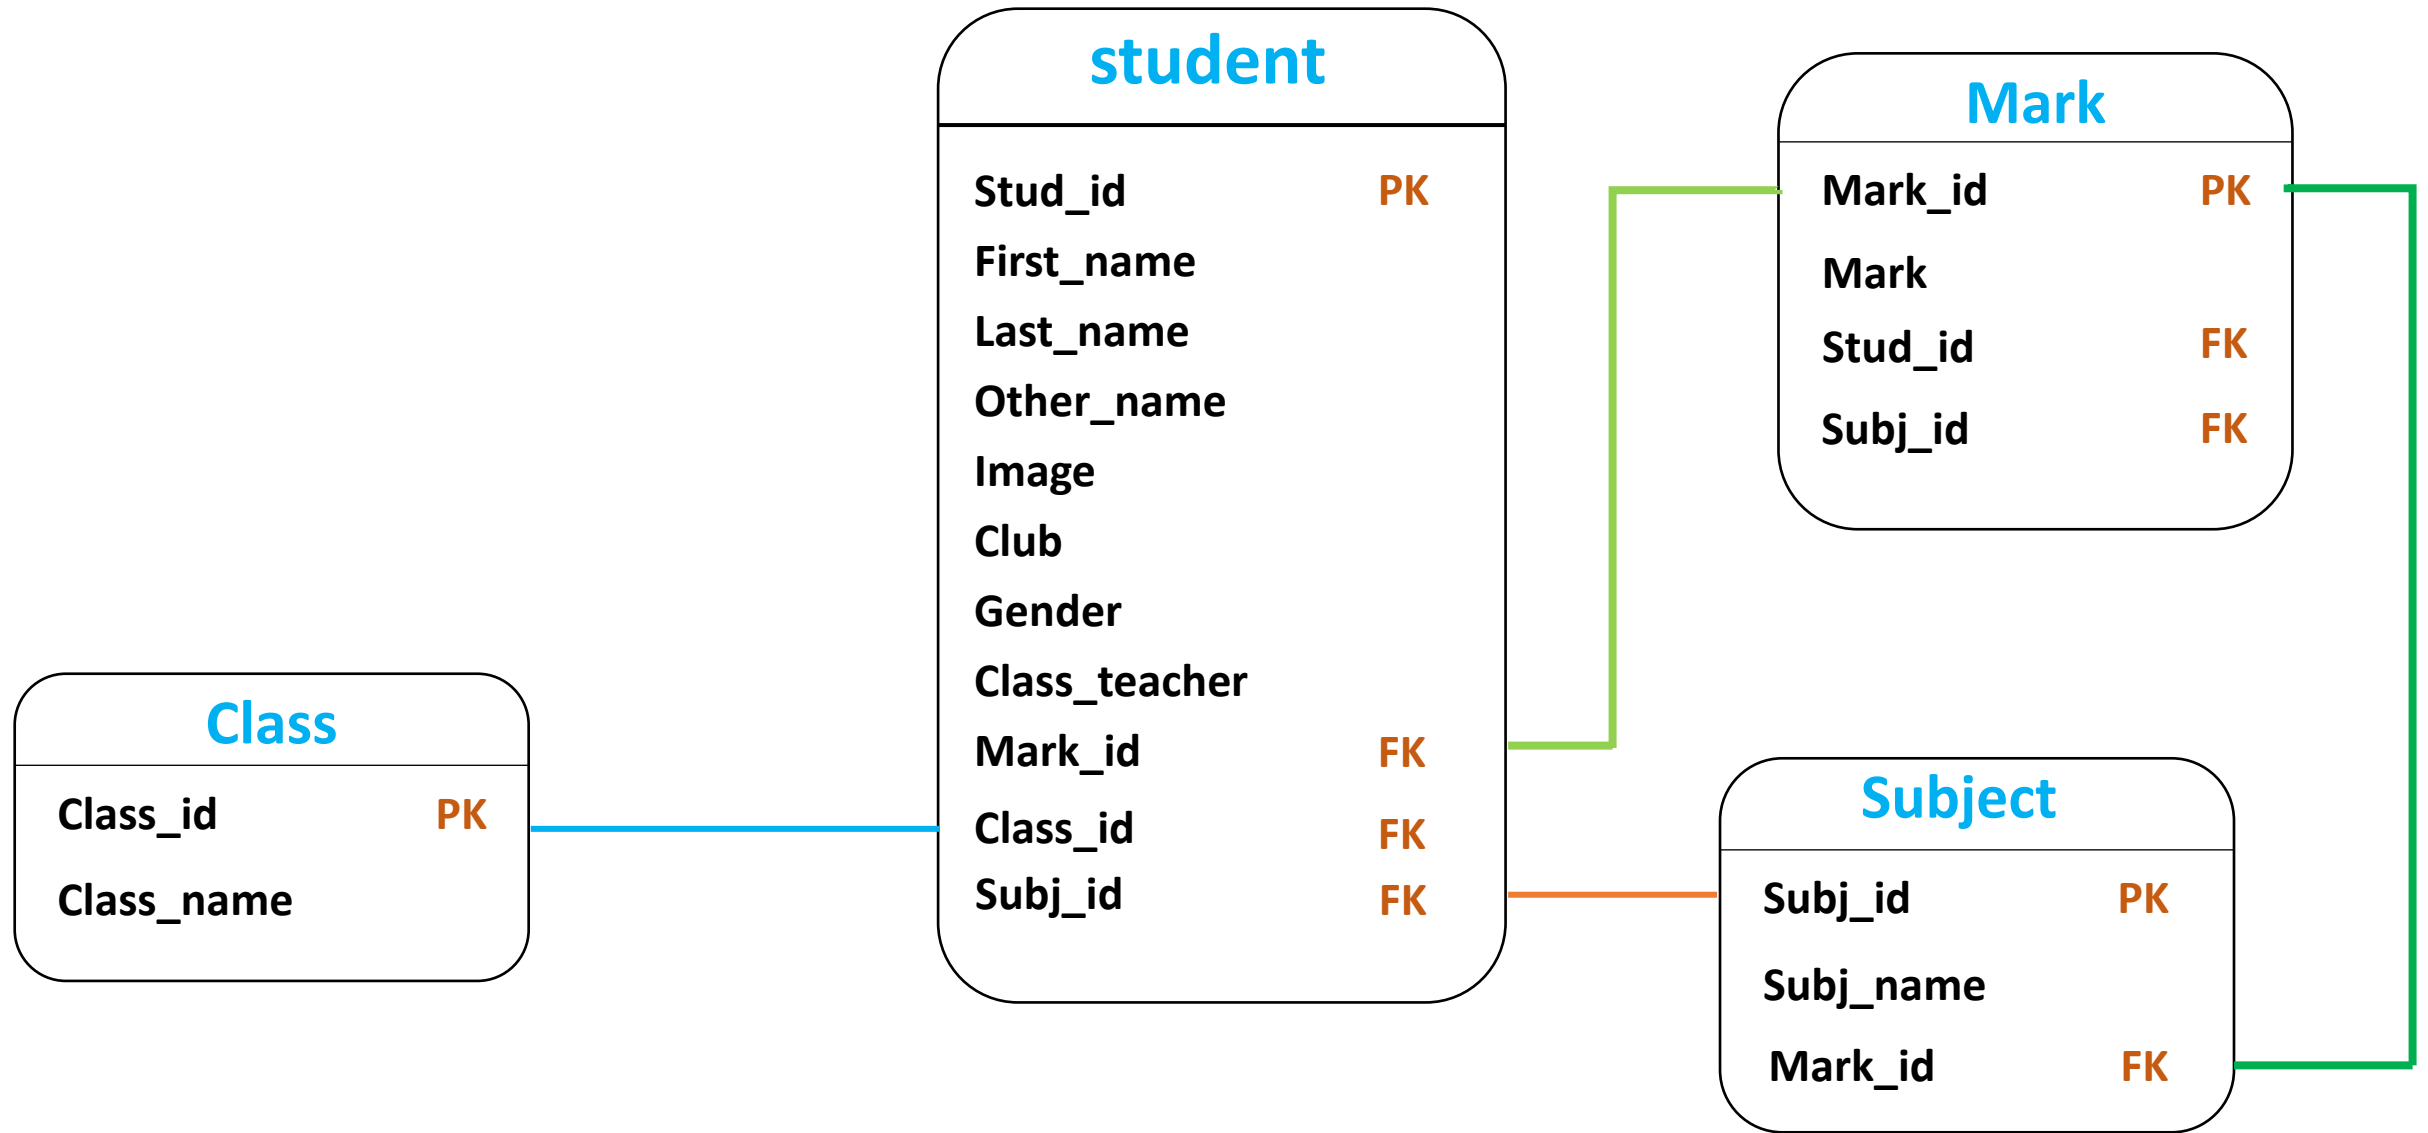 student
Stud_id PK
First_name
Last_name
Other_name
Image
Club
Gender
Class_teacher
Mark_id FK
Class_id FK
Subj_id FK
Mark
Mark_id PK
Mark
Stud_id FK
Subj_id FK
Class
Class_id PK
Class_name
Subject
Subj_id PK
Subj_name
Mark_id FK